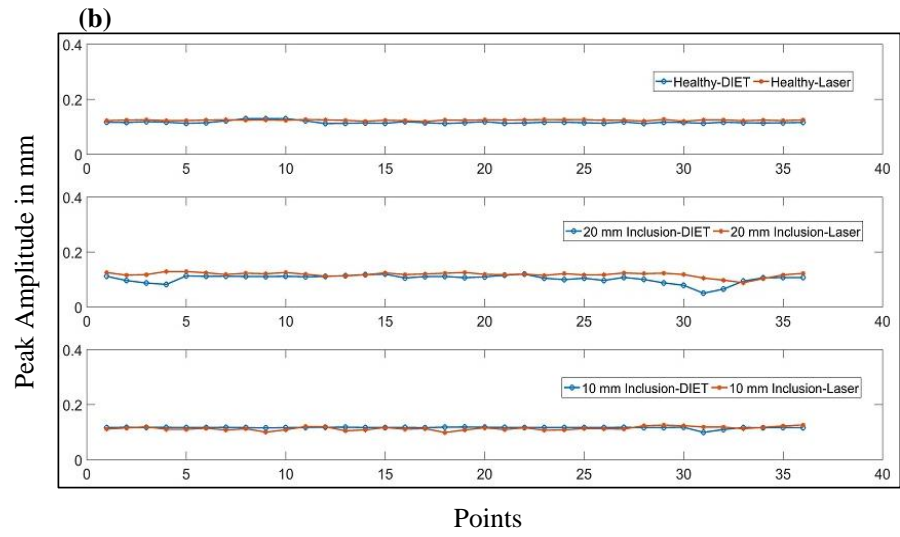 (b)
Peak Amplitude in mm
0.4
0.2
0
Healthy-DIET Healthy-Laser
0 5 10 15 20 25 30 35 40
0.4
0.2
0
20 mm Inclusion-DIET 20 mm Inclusion-Laser
0 5 10 15 20 25 30 35 40
0.4
0.2
0
10 mm Inclusion-DIET 10 mm Inclusion-Laser
0 5 10 15 20 25 30 35 40
Points